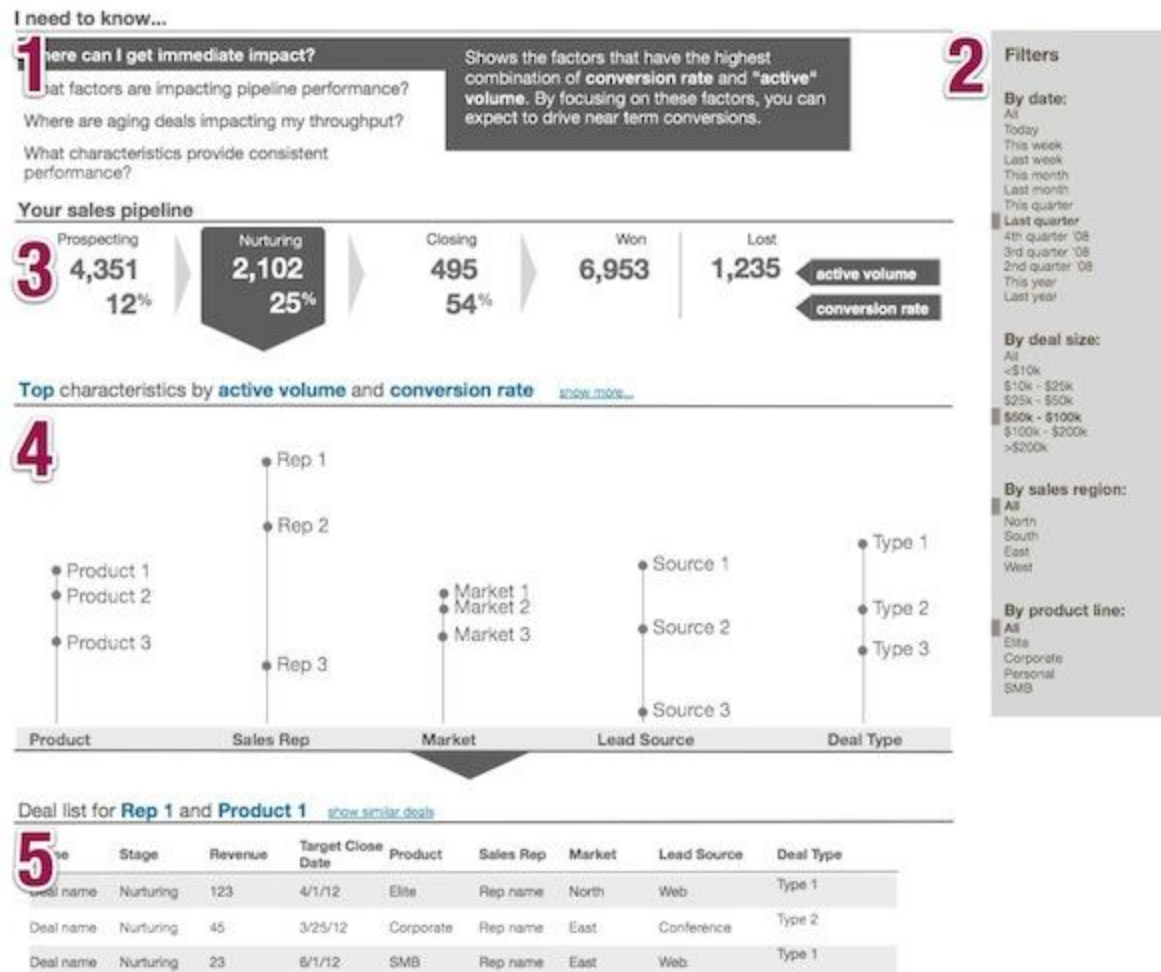 I need to know...
1
here can I get immediate impact?
hat factors are impacting pipeline performance?
Where are aging deals impacting my throughput?
What characteristics provide consistent
performance?
Shows the factors that have the highest
combination of conversion rate and "active"
volume. By focusing on these factors, you can
expect to drive near term conversions.
2
Filters
By date:
All
Today
This week
Last week
This month
Last month
This quarter
Last quarter
4th quarter '08
3rd quarter '08
2nd quarter '08
This year
Last year
By deal size:
All
<$10k
$10k - $25k
$25k - $50k
$50k - $100k
$100k - $200k
>$200k
By sales region:
All
North
South
East
West
By product line:
All
Elite
Corporate
Personal
SMB
Your sales pipeline
3
Prospecting
4,351
12%
Nurturing
2,102
25%
Closing
495
54%
Won
6,953
Lost
1,235
active volume
conversion rate
Top characteristics by active volume and conversion rate show more...
4
Product 1
Product 2
Product 3
Product
Rep 1
Rep 2
Rep 3
Sales Rep
Market 1
Market 2
Market 3
Market
Source 1
Source 2
Source 3
Lead Source
Type 1
Type 2
Type 3
Deal Type
Deal list for Rep 1 and Product 1 show similar deals
5
me Stage Revenue Target Close Date Product Sales Rep Market Lead Source Deal Type
Deal name Nurturing 123 4/1/12 Elite Rep name North Web Type 1
Deal name Nurturing 45 3/25/12 Corporate Rep name East Conference Type 2
Deal name Nurturing 23 6/1/12 SMB Rep name East Web Type 1